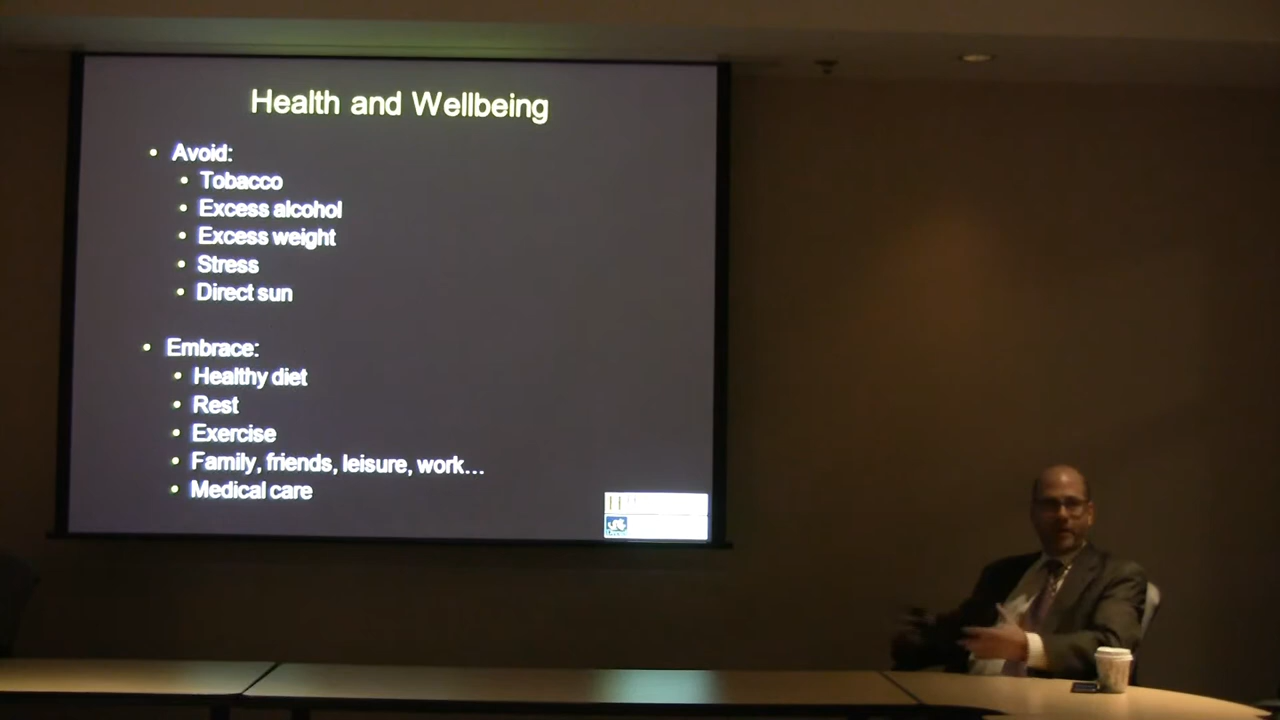 Health and Wellbeing
• Avoid:
• Tobacco
• Excess alcohol
• Excess weight
• Stress
• Direct sun
• Embrace:
• Healthy diet
• Rest
• Exercise
• Family, friends, leisure, work...
• Medical care